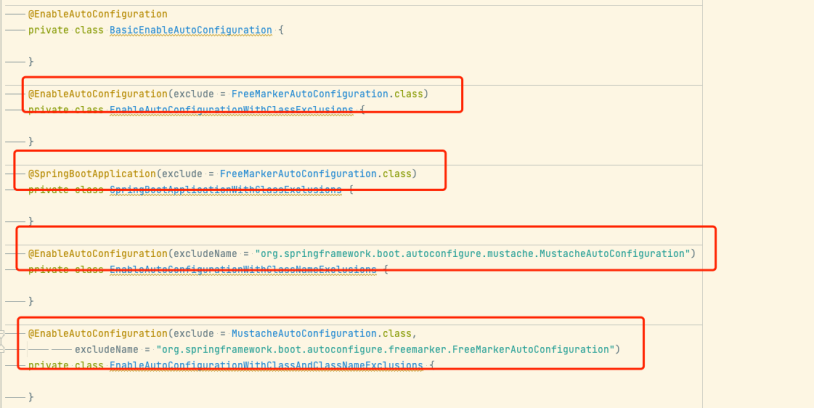 @EnableAutoConfiguration
private class BasicEnableAutoConfiguration {
}
@EnableAutoConfiguration(exclude = FreeMarkerAutoConfiguration.class)
private class EnableAutoConfigurationWithClassExclusions {
}
@SpringBootApplication(exclude = FreeMarkerAutoConfiguration.class)
private class SpringBootApplicationWithClassExclusions {
}
@EnableAutoConfiguration(excludeName = "org.springframework.boot.autoconfigure.mustache.MustacheAutoConfiguration")
private class EnableAutoConfigurationWithClassNameExclusions {
}
@EnableAutoConfiguration(exclude = MustacheAutoConfiguration.class,
excludeName = "org.springframework.boot.autoconfigure.freemarker.FreeMarkerAutoConfiguration")
private class EnableAutoConfigurationWithClassAndClassNameExclusions {
}